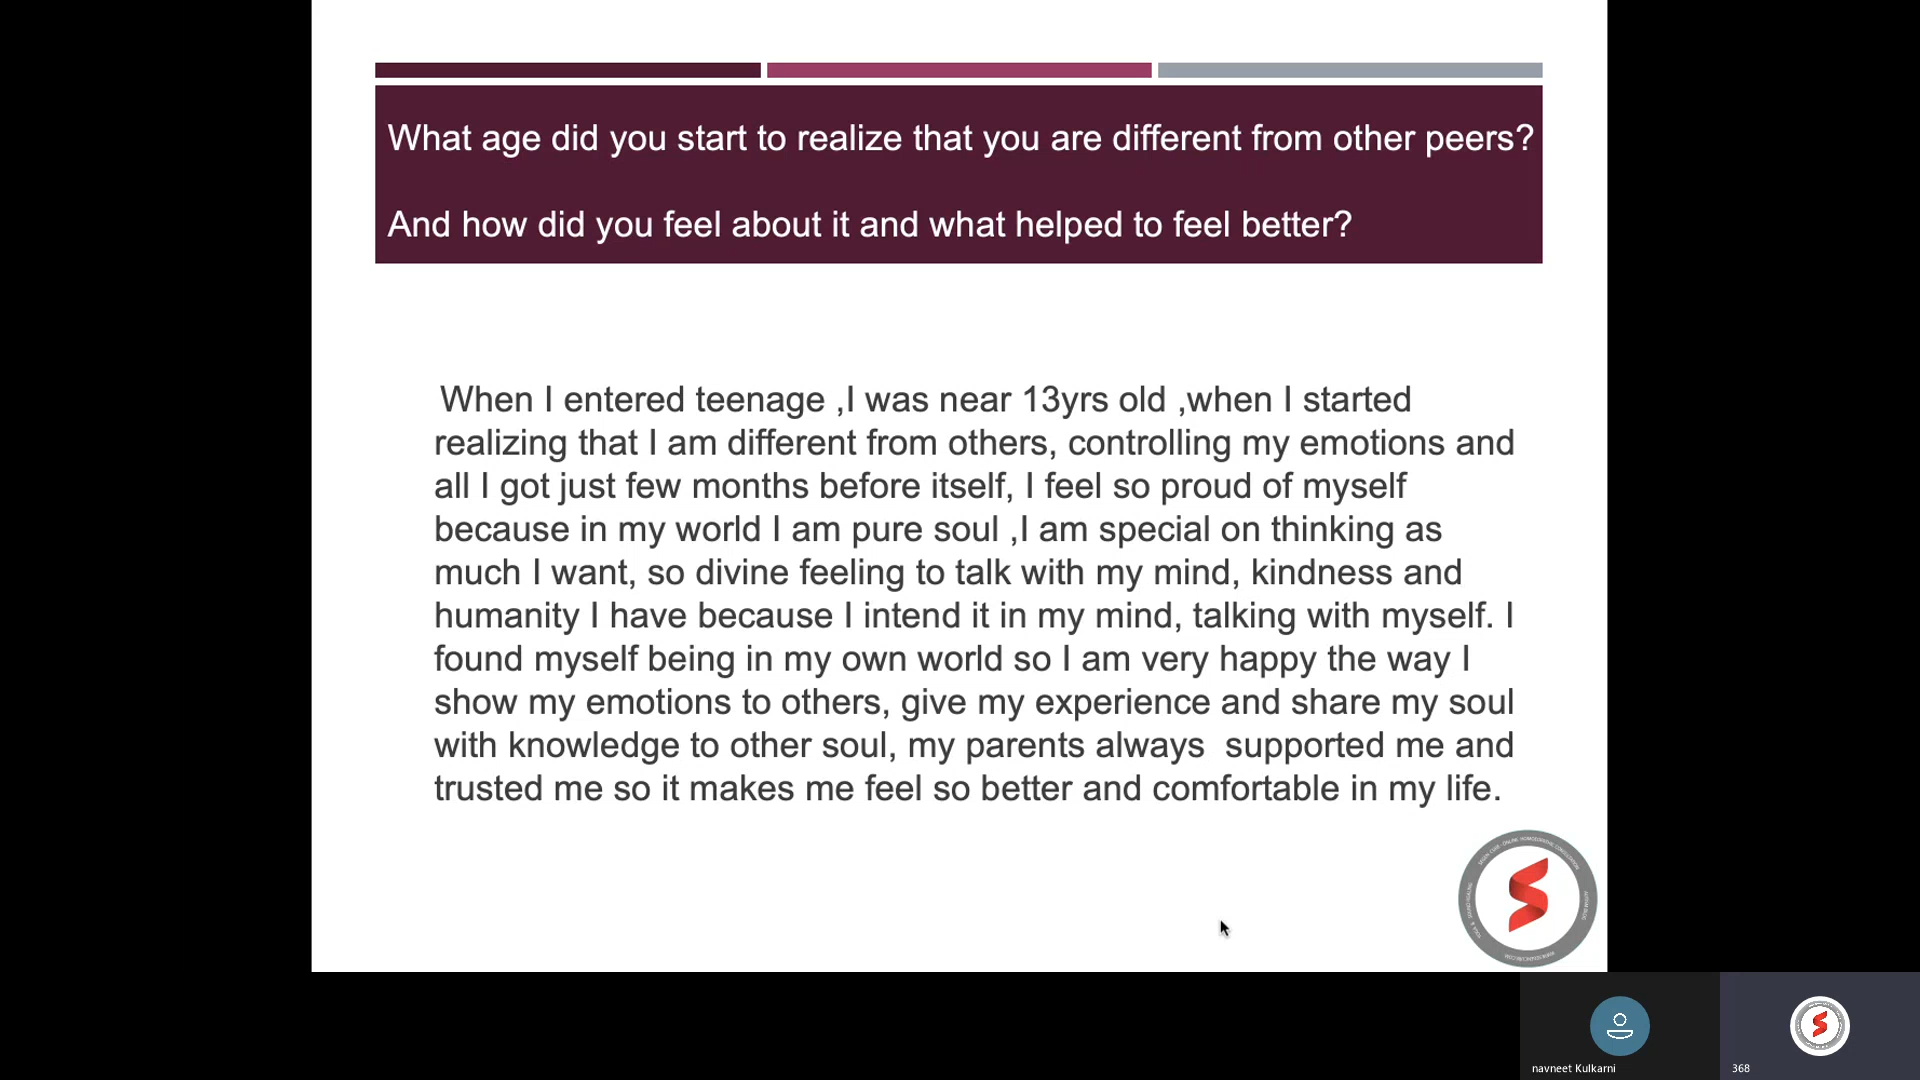 What age did you start to realize that you are different from other peers?
And how did you feel about it and what helped to feel better?
When I entered teenage ,I was near 13yrs old ,when I started
realizing that I am different from others, controlling my emotions and
all I got just few months before itself, I feel so proud of myself
because in my world I am pure soul ,I am special on thinking as
much I want, so divine feeling to talk with my mind, kindness and
humanity I have because I intend it in my mind, talking with myself. I
found myself being in my own world so I am very happy the way I
show my emotions to others, give my experience and share my soul
with knowledge to other soul, my parents always  supported me and
trusted me so it makes me feel so better and comfortable in my life.
navneet Kulkarni
368